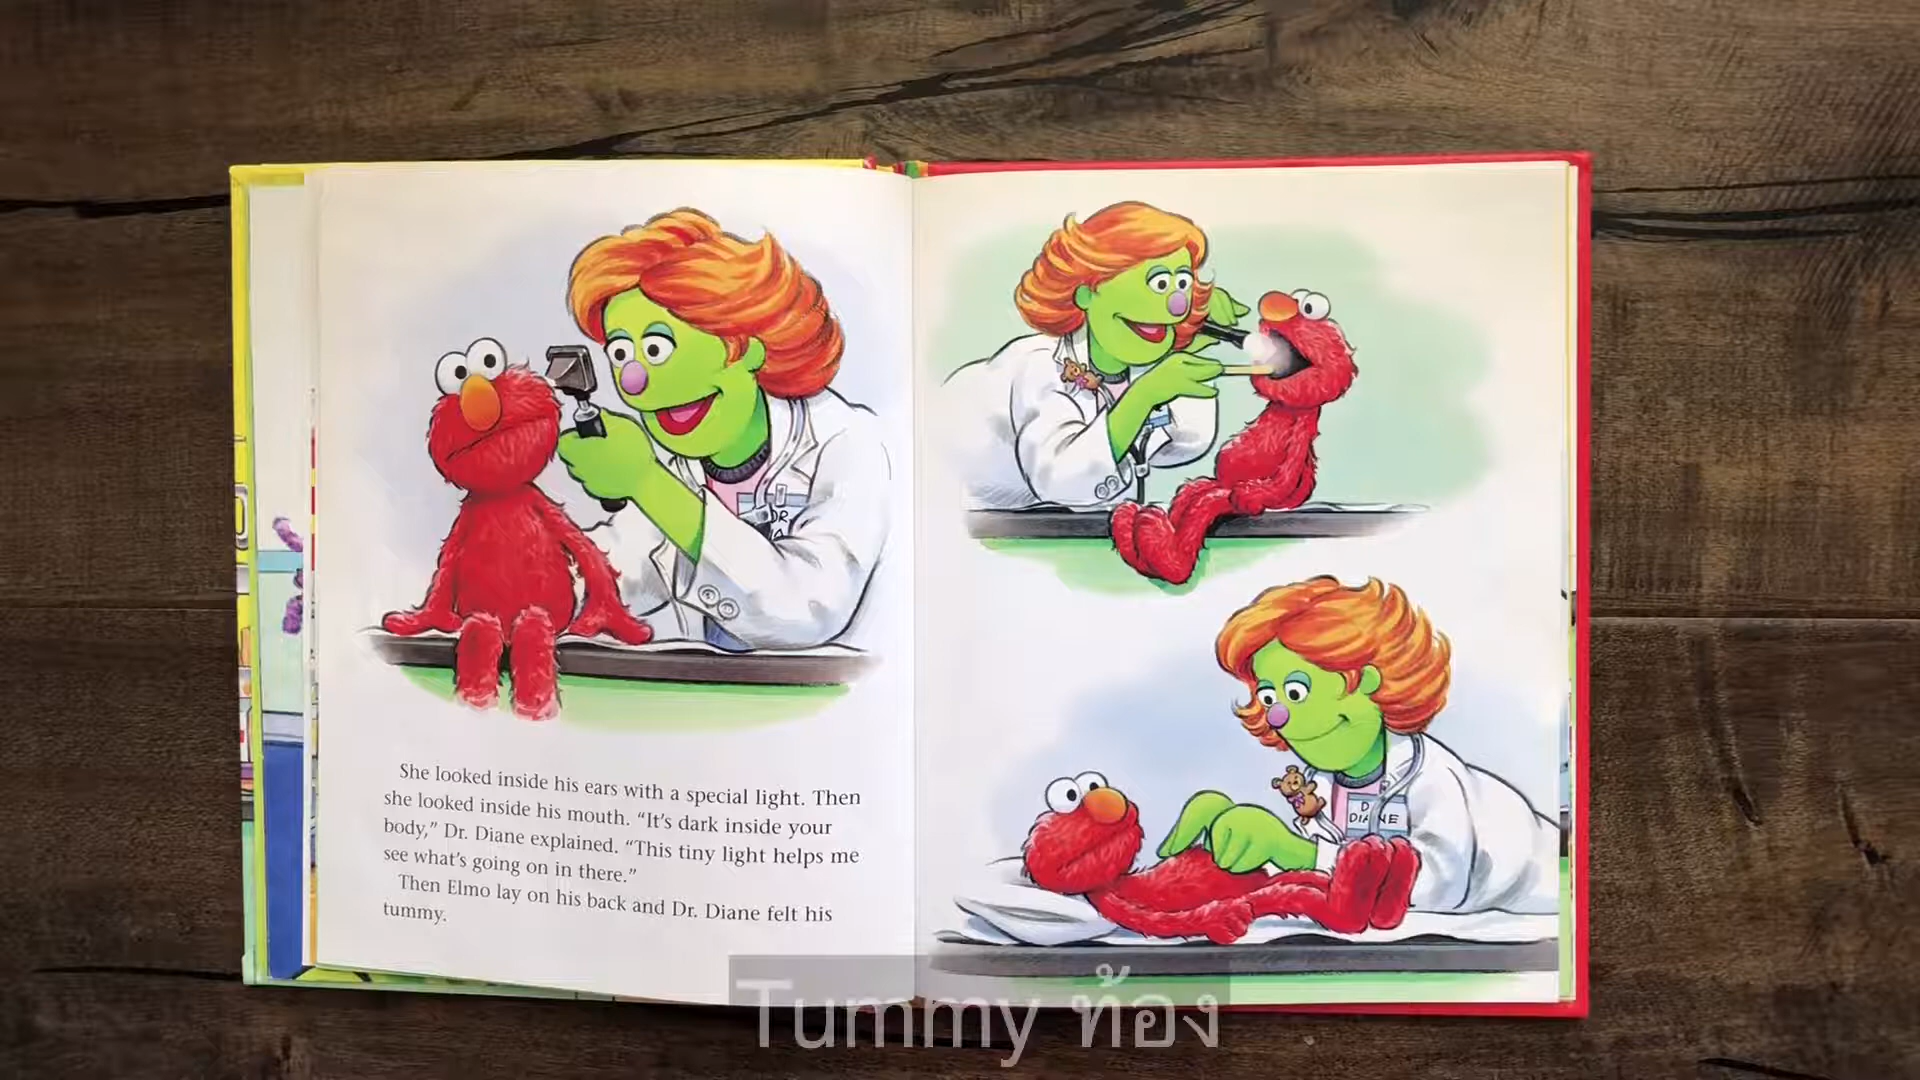 She looked inside his ears with a special light. Then
she looked inside his mouth. “It’s dark inside your
body,” Dr. Diane explained. “This tiny light helps me
see what’s going on in there.”
Then Elmo lay on his back and Dr. Diane felt his
tummy.
DR
DIANE
Tummy ท้อง